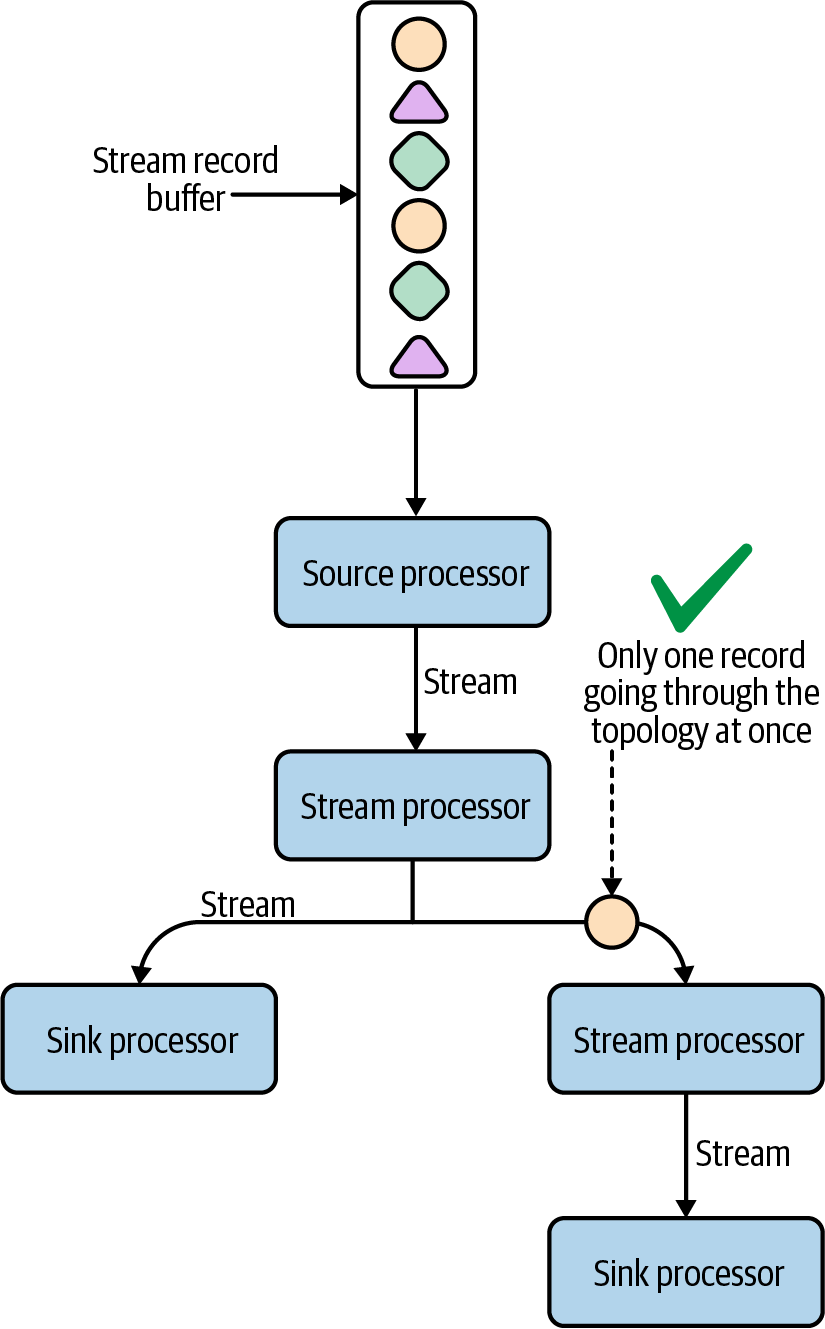 Stream record
buffer
Source processor
Stream
Only one record
going through the
topology at once
Stream processor
Stream
Sink processor
Stream processor
Stream
Sink processor